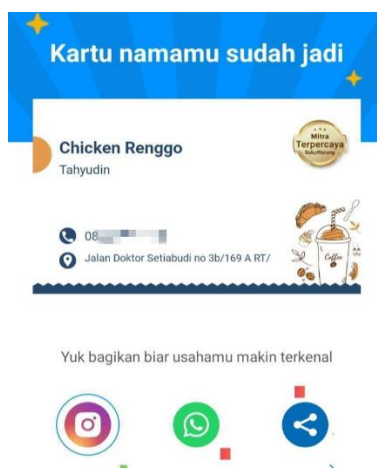 Kartu namamu sudah jadi
Chicken Renggo
Tahyudin
Mitra
Terpercaya
BukuWarung
08
Jalan Doktor Setiabudi no 3b/169 A RT/
Coffee
Yuk bagikan biar usahamu makin terkenal